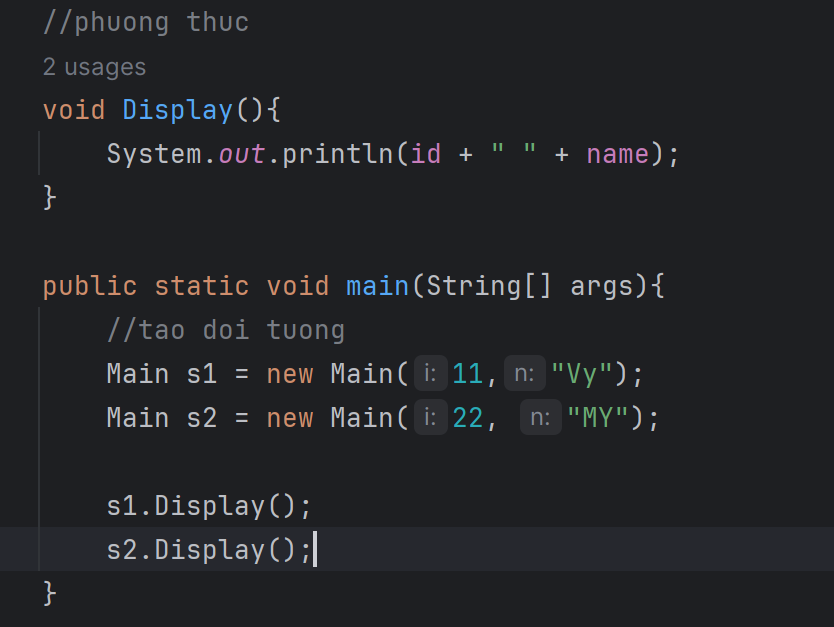 //phuong thuc
2 usages
void Display(){
    System.out.println(id + " " + name);
}
public static void main(String[] args){
    //tao doi tuong
    Main s1 = new Main( i: 11, n: "Vy");
    Main s2 = new Main( i: 22,  n: "MY");
    s1.Display();
    s2.Display();
}